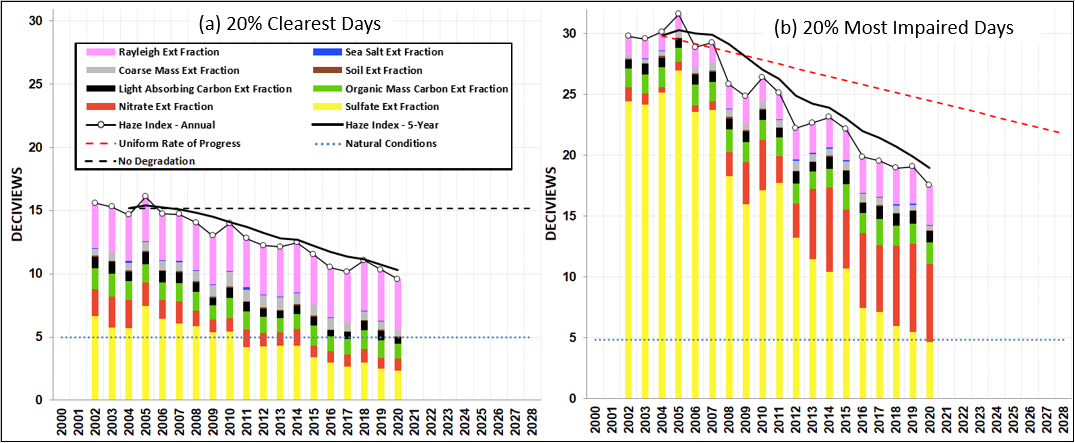 (a) 20% Clearest Days
30
25
20
15
10
5
0
DECIVIEWS
Rayleigh Ext Fraction
Sea Salt Ext Fraction
Coarse Mass Ext Fraction
Soil Ext Fraction
Light Absorbing Carbon Ext Fraction
Organic Mass Carbon Ext Fraction
Nitrate Ext Fraction
Sulfate Ext Fraction
Haze Index - Annual
Haze Index - 5-Year
Uniform Rate of Progress
Natural Conditions
No Degradation
2000 2001 2002 2003 2004 2005 2006 2007 2008 2009 2010 2011 2012 2013 2014 2015 2016 2017 2018 2019 2020 2021 2022 2023 2024 2025 2026 2027 2028
(b) 20% Most Impaired Days
30
25
20
15
10
5
0
DECIVIEWS
2000 2001 2002 2003 2004 2005 2006 2007 2008 2009 2010 2011 2012 2013 2014 2015 2016 2017 2018 2019 2020 2021 2022 2023 2024 2025 2026 2027 2028